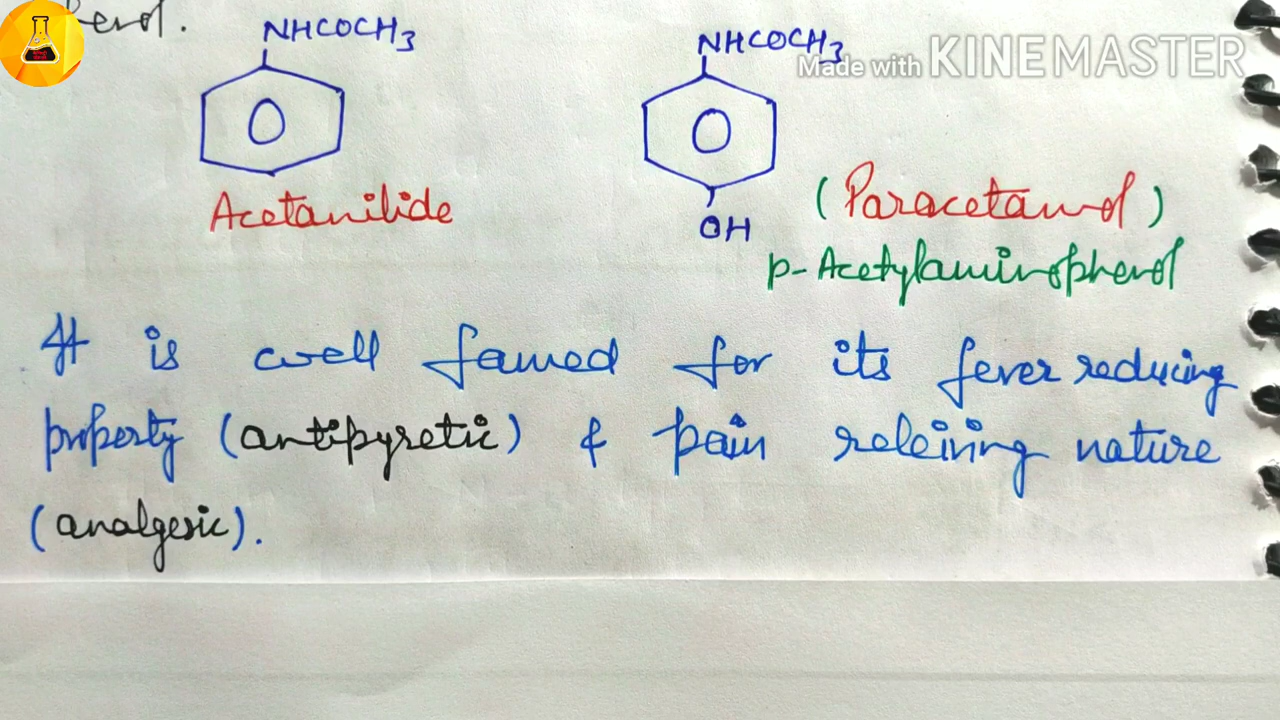 NHCOCH3
NHCOCH3
Made with KINEMASTER
OH
Acetanilide
(Paracetamol)
p-Acetylaminophenol
It is well famed for its fever reducing
property (antipyretic) & pain releiving nature
(analgesic).